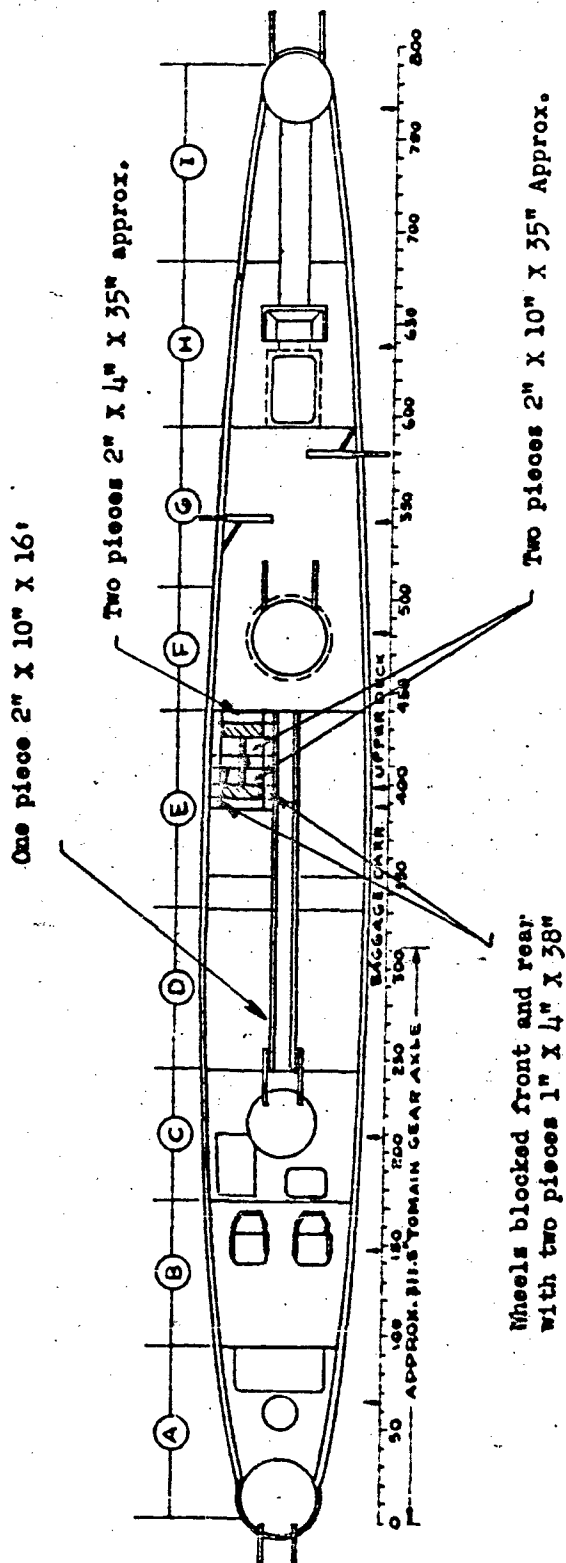 One piece 2" X 10" X 16'
Two pieces 2" X 4" X 35" approx.
A B C D E F G H I
BAGGAGE CARR UPPER DECK
0 50 100 150 200 250 300 350 400 450 500 550 600 650 700 750 800
APPROX. 311.5" TO MAIN GEAR AXLE
Wheels blocked front and rear
with two pieces 1" X 4" X 38"
Two pieces 2" X 10" X 35" Approx.